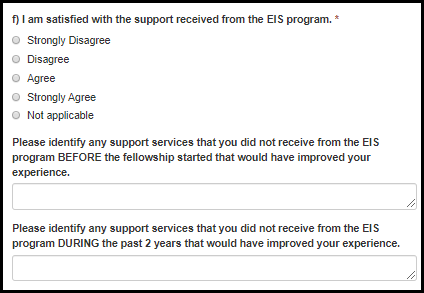 f) I am satisfied with the support received from the EIS program. *
Strongly Disagree
Disagree
Agree
Strongly Agree
Not applicable
Please identify any support services that you did not receive from the EIS
program BEFORE the fellowship started that would have improved your
experience.
Please identify any support services that you did not receive from the EIS
program DURING the past 2 years that would have improved your experience.